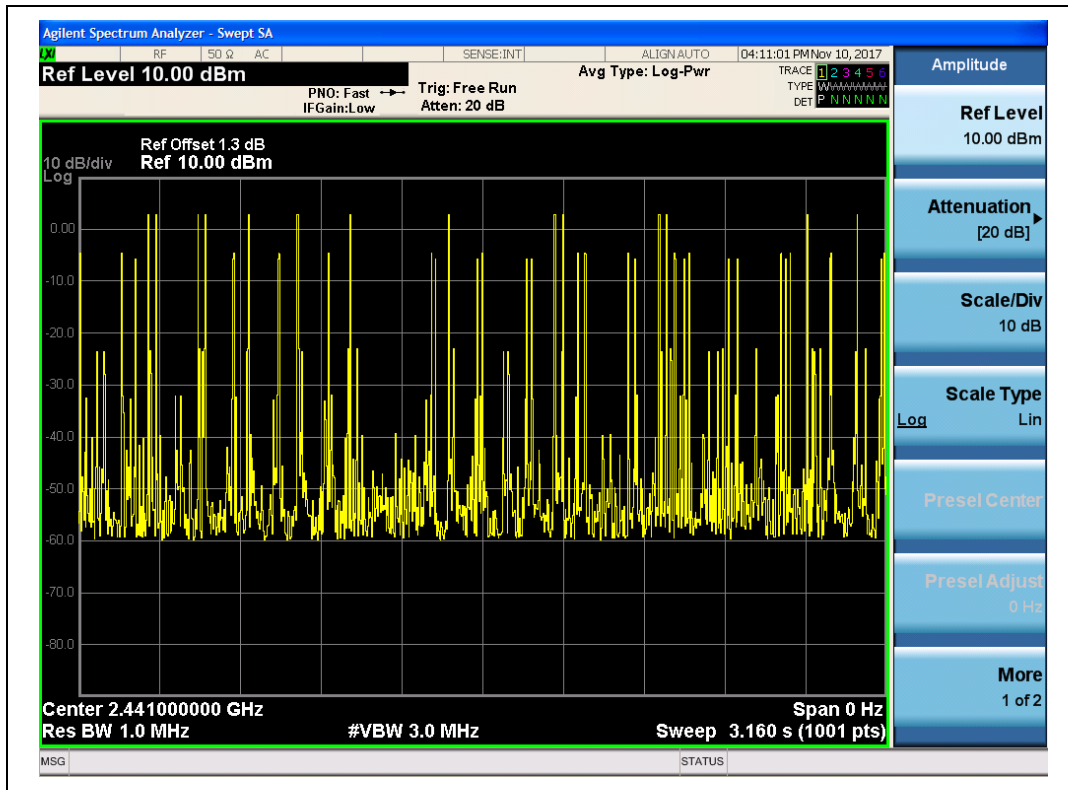 Agilent Spectrum Analyzer - Swept SA
LXI RF 50 Ω AC SENSE:INT ALIGNAUTO 04:11:01 PM Nov 10, 2017
Ref Level 10.00 dBm
PNO: Fast
IFGain:Low
Trig: Free Run
Atten: 20 dB
Avg Type: Log-Pwr
TRACE 1 2 3 4 5 6
TYPE WWWWWW
DET P N N N N N
Ref Offset 1.3 dB
10 dB/div Ref 10.00 dBm
Log
0.00
-10.0
-20.0
-30.0
-40.0
-50.0
-60.0
-70.0
-80.0
Center 2.441000000 GHz Span 0 Hz
Res BW 1.0 MHz #VBW 3.0 MHz Sweep 3.160 s (1001 pts)
MSG STATUS
Amplitude
Ref Level
10.00 dBm
Attenuation
[20 dB]
Scale/Div
10 dB
Scale Type
Log Lin
Presel Center
Presel Adjust
0 Hz
More
1 of 2